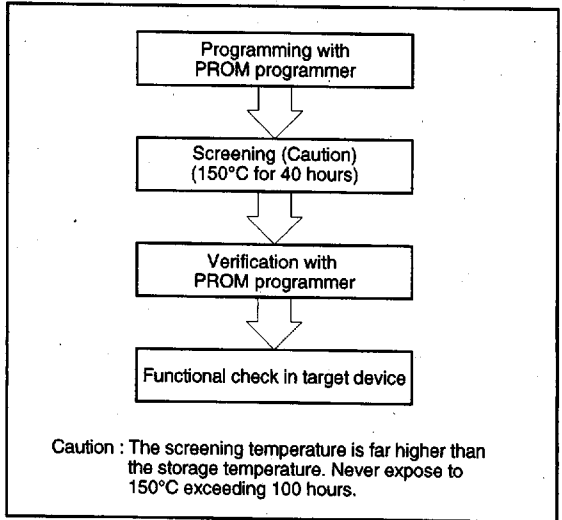 Programming with
PROM programmer
Screening (Caution)
(150°C for 40 hours)
Verification with
PROM programmer
Functional check in target device
Caution : The screening temperature is far higher than
the storage temperature. Never expose to
150°C exceeding 100 hours.